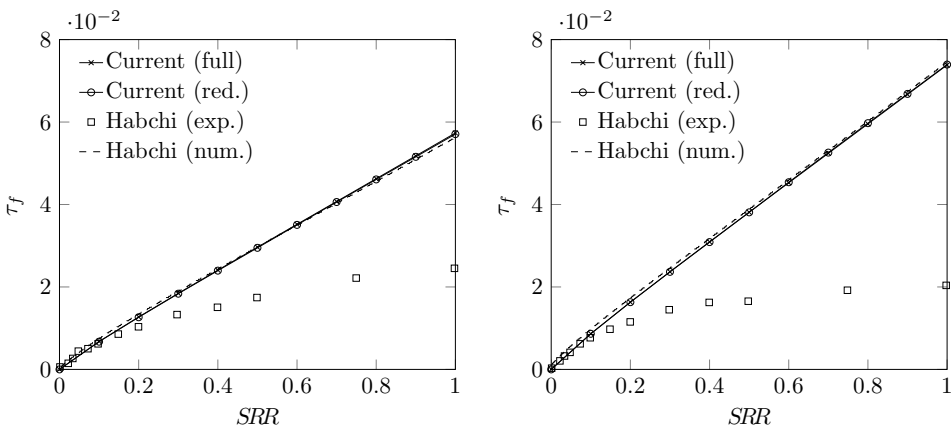 ·10⁻²
8
6
4
2
0
0
0.2
0.4
0.6
0.8
1
τf
SRR
Current (full)
Current (red.)
Habchi (exp.)
Habchi (num.)
·10⁻²
8
6
4
2
0
0
0.2
0.4
0.6
0.8
1
τf
SRR
Current (full)
Current (red.)
Habchi (exp.)
Habchi (num.)